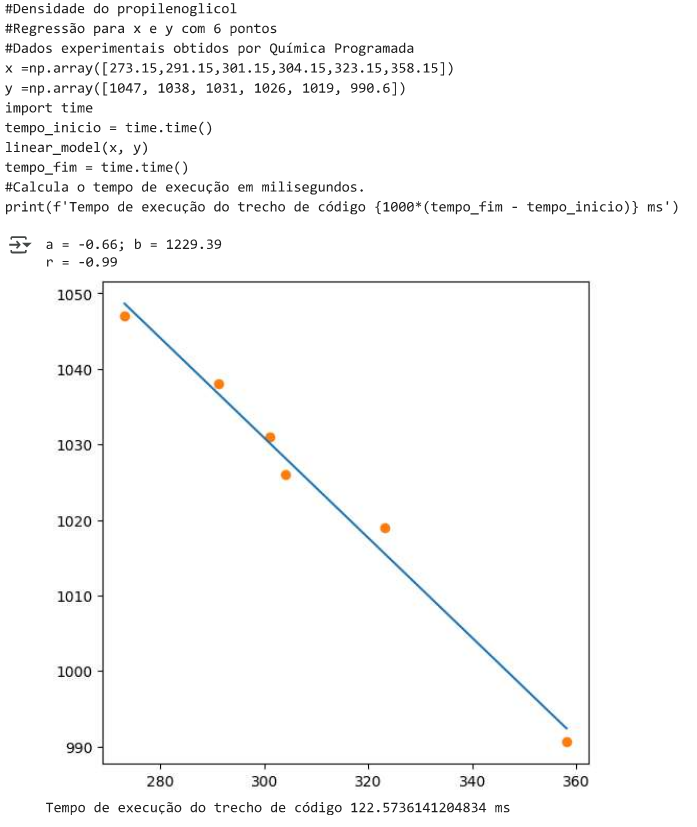 #Densidade do propilenoglicol
#Regressão para x e y com 6 pontos
#Dados experimentais obtidos por Química Programada
x =np.array([273.15,291.15,301.15,304.15,323.15,358.15])
y =np.array([1047, 1038, 1031, 1026, 1019, 990.6])
import time
tempo_inicio = time.time()
linear_model(x, y)
tempo_fim = time.time()
#Calcula o tempo de execução em milisegundos.
print(f'Tempo de execução do trecho de código {1000*(tempo_fim - tempo_inicio)} ms')
a = -0.66; b = 1229.39
r = -0.99
1050
1040
1030
1020
1010
1000
990
280 300 320 340 360
Tempo de execução do trecho de código 122.5736141204834 ms